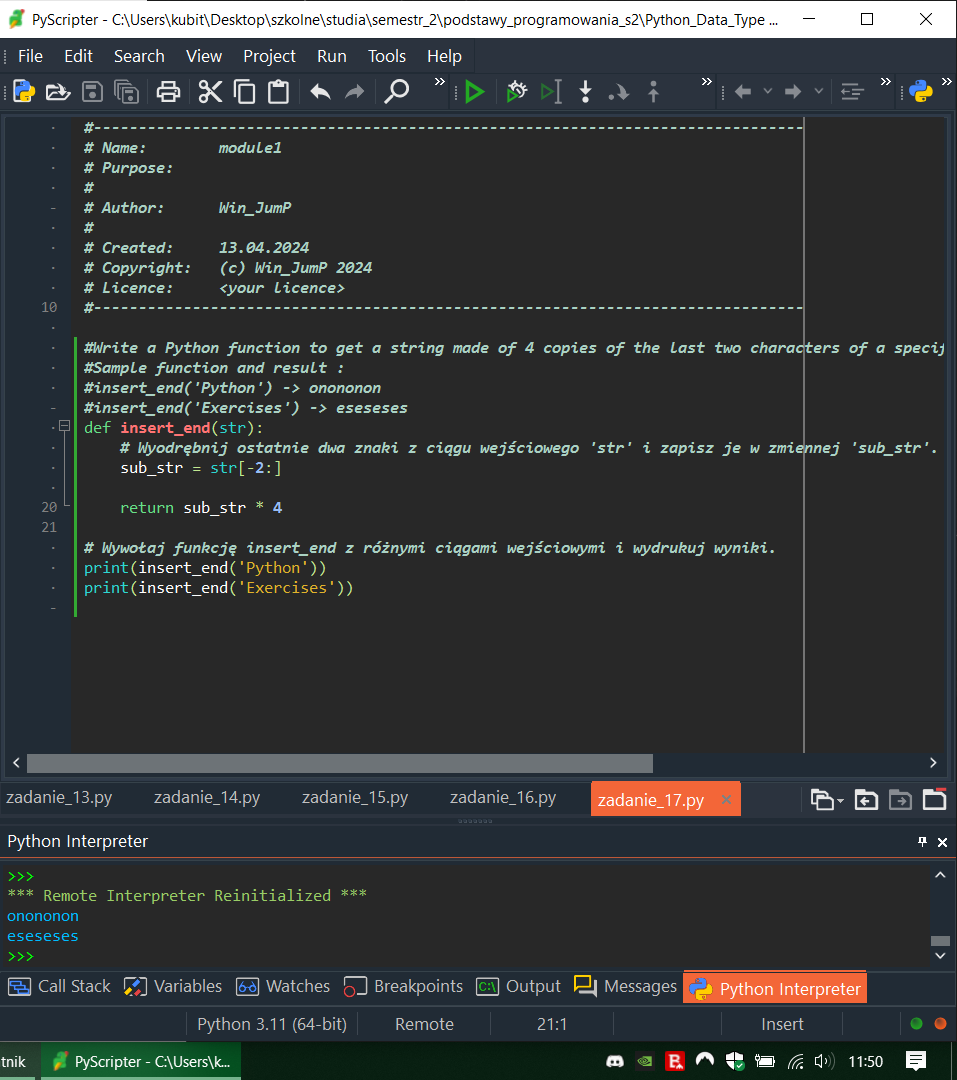 PyScripter - C:\Users\kubit\Desktop\szkolne\studia\semestr_2\podstawy_programowania_s2\Python_Data_Type ...
File Edit Search View Project Run Tools Help
#-------------------------------------------------------------------------------
# Name:        module1
# Purpose:
#
# Author:      Win_JumP
#
# Created:     13.04.2024
# Copyright:   (c) Win_JumP 2024
# Licence:     <your licence>
10 #-------------------------------------------------------------------------------
#Write a Python function to get a string made of 4 copies of the last two characters of a specif
#Sample function and result :
#insert_end('Python') -> onononon
#insert_end('Exercises') -> eseseses
def insert_end(str):
    # Wyodrębnij ostatnie dwa znaki z ciągu wejściowego 'str' i zapisz je w zmiennej 'sub_str'.
    sub_str = str[-2:]
20     return sub_str * 4
21
# Wywołaj funkcję insert_end z różnymi ciągami wejściowymi i wydrukuj wyniki.
print(insert_end('Python'))
print(insert_end('Exercises'))
zadanie_13.py zadanie_14.py zadanie_15.py zadanie_16.py zadanie_17.py
Python Interpreter
>>>
*** Remote Interpreter Reinitialized ***
onononon
eseseses
>>>
Call Stack Variables Watches Breakpoints Output Messages Python Interpreter
Python 3.11 (64-bit) Remote 21:1 Insert
tnik PyScripter - C:\Users\k... 11:50